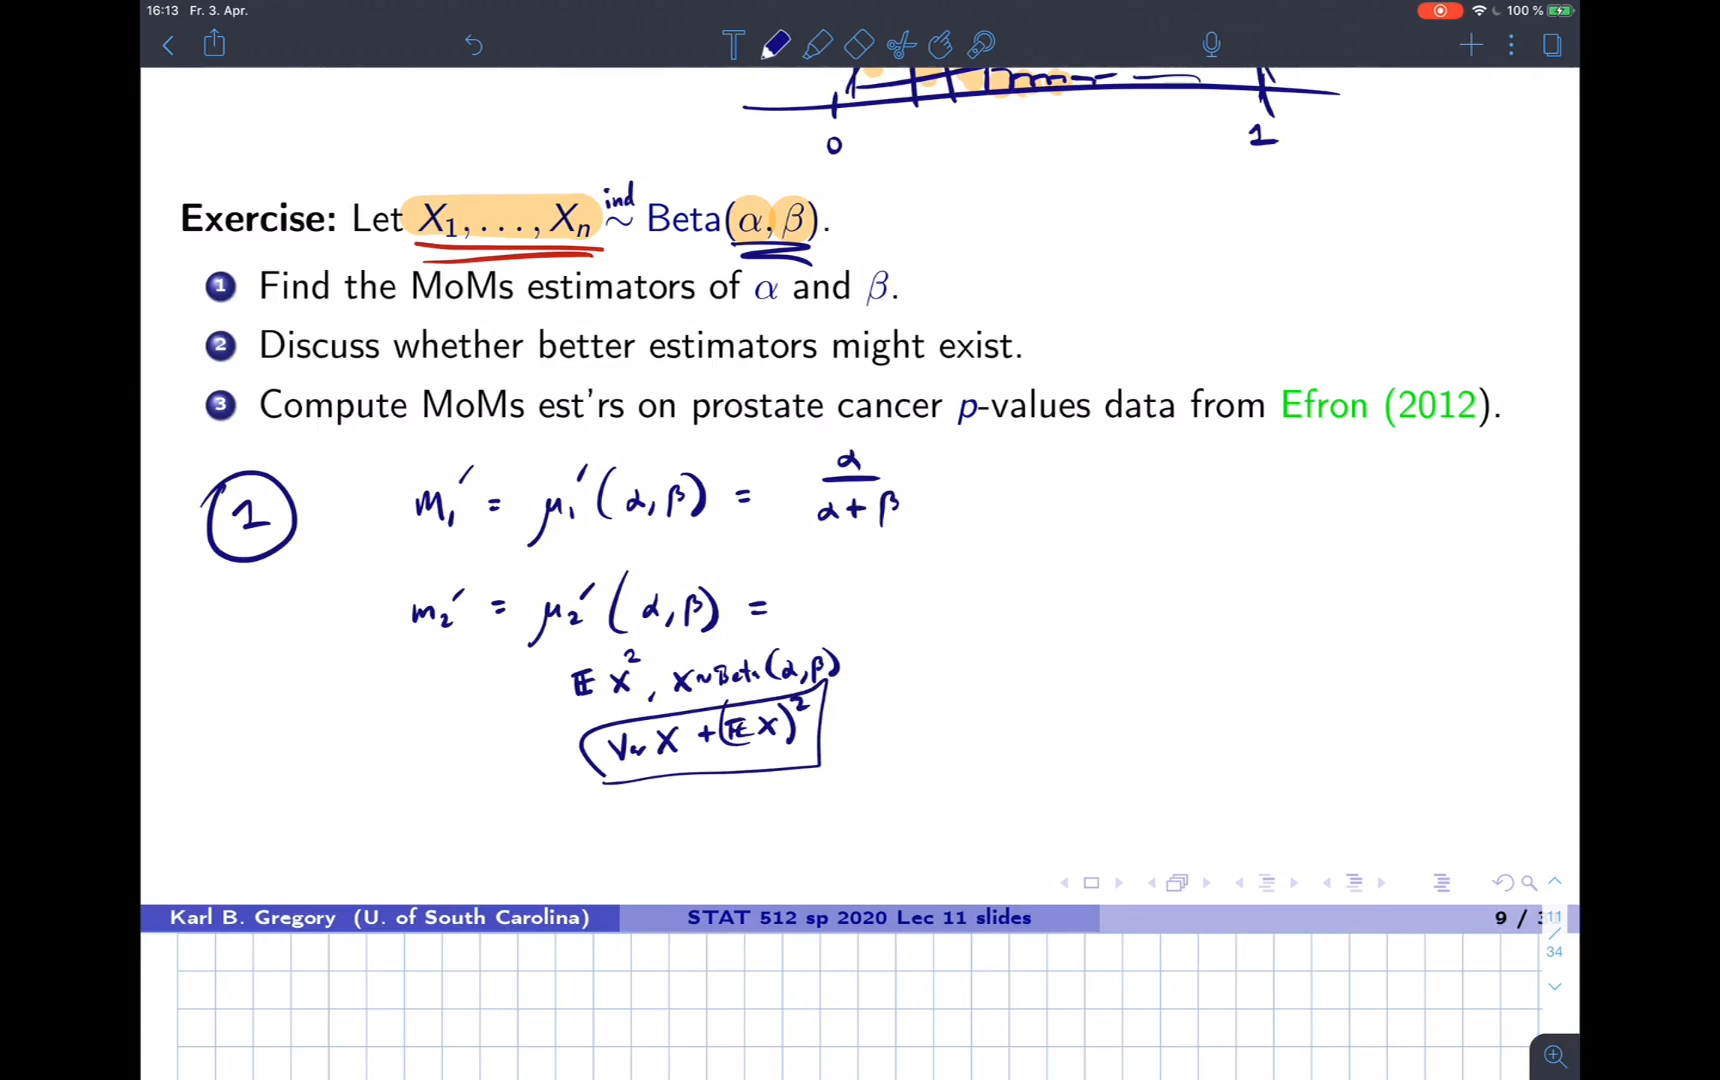 16:13 Fr. 3. Apr. 100 %
T
0 1
Exercise: Let X₁, . . . , Xₙ ind ~ Beta(α, β).
1 Find the MoMs estimators of α and β.
2 Discuss whether better estimators might exist.
3 Compute MoMs est'rs on prostate cancer p-values data from Efron (2012).
1
m₁′ = μ₁′(α, β) = α / (α + β)
m₂′ = μ₂′(α, β) =
𝔼 X², X ~ Beta(α, β)
Var X + (𝔼 X)²
Karl B. Gregory (U. of South Carolina) STAT 512 sp 2020 Lec 11 slides 9 /
11 / 34